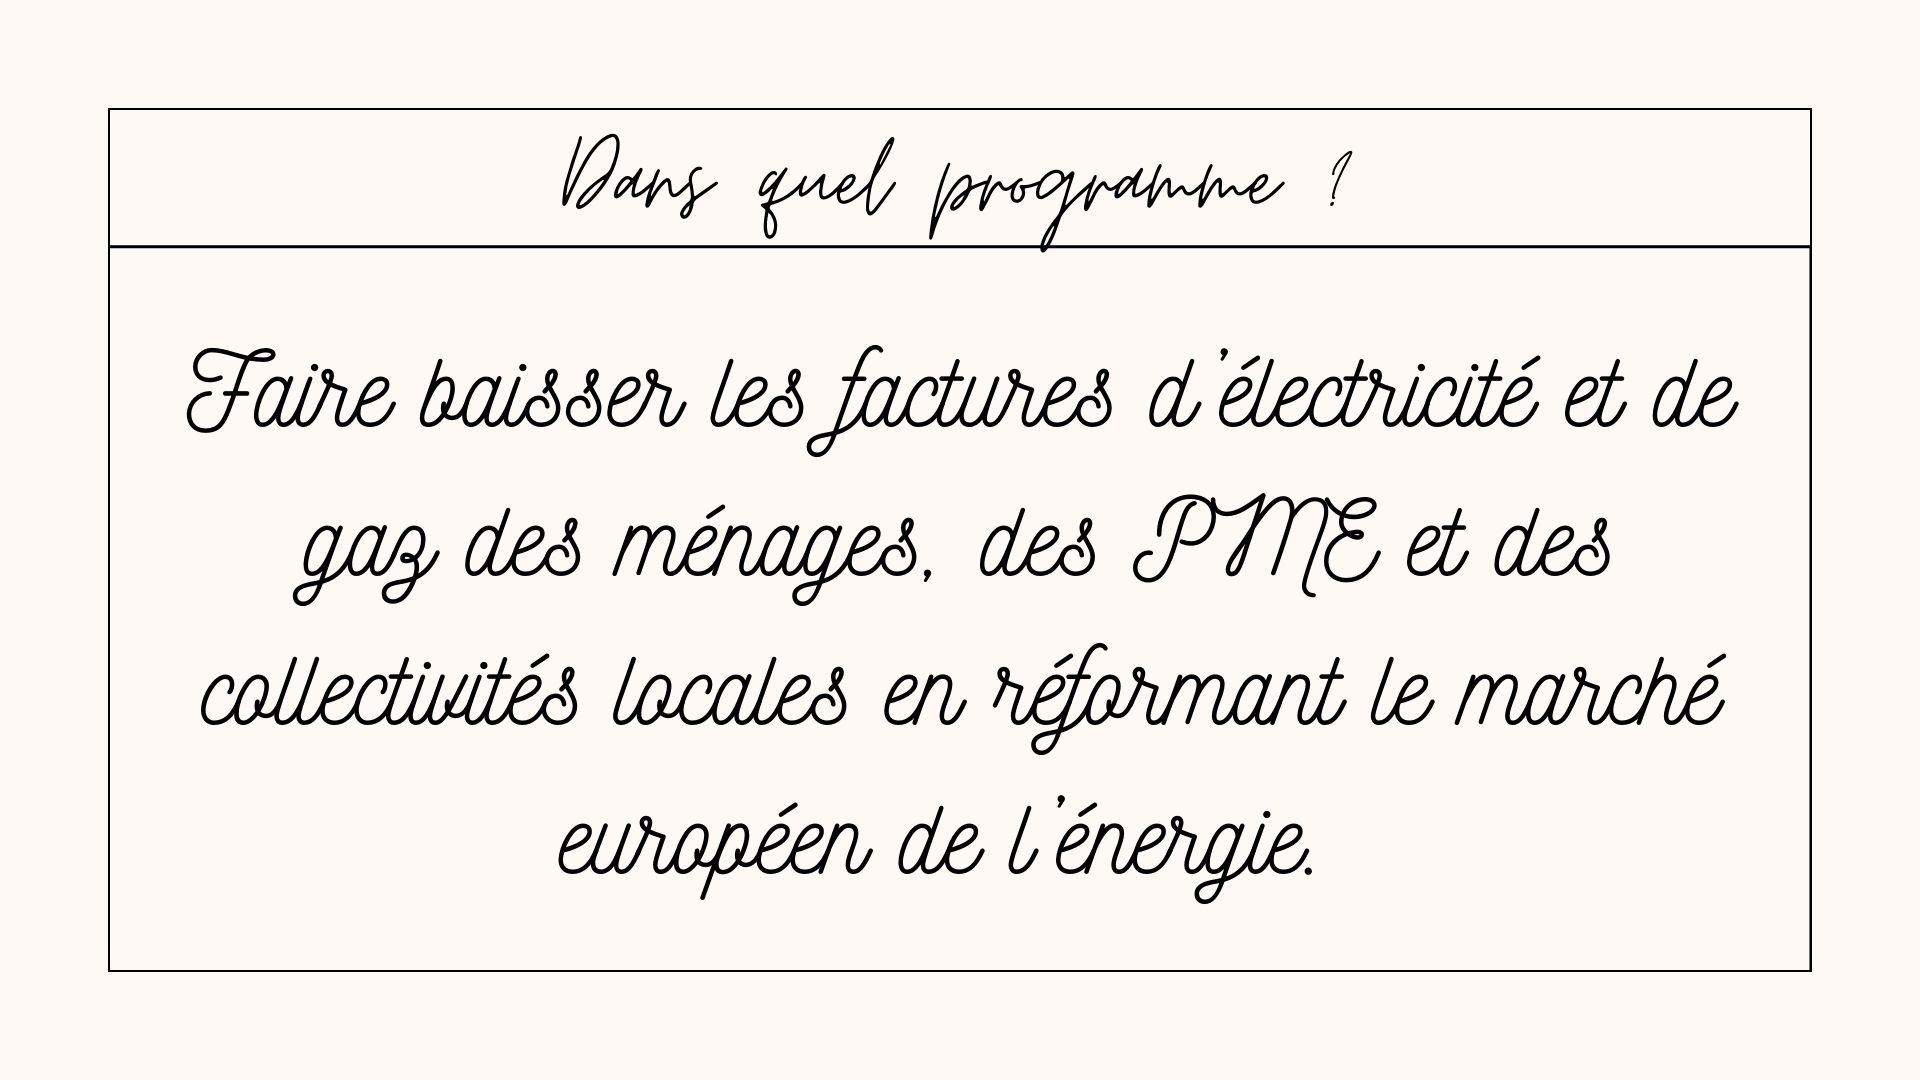 Dans quel programme ?
Faire baisser les factures d'électricité et de
gaz des ménages, des PME et des
collectivités locales en réformant le marché
européen de l'énergie.